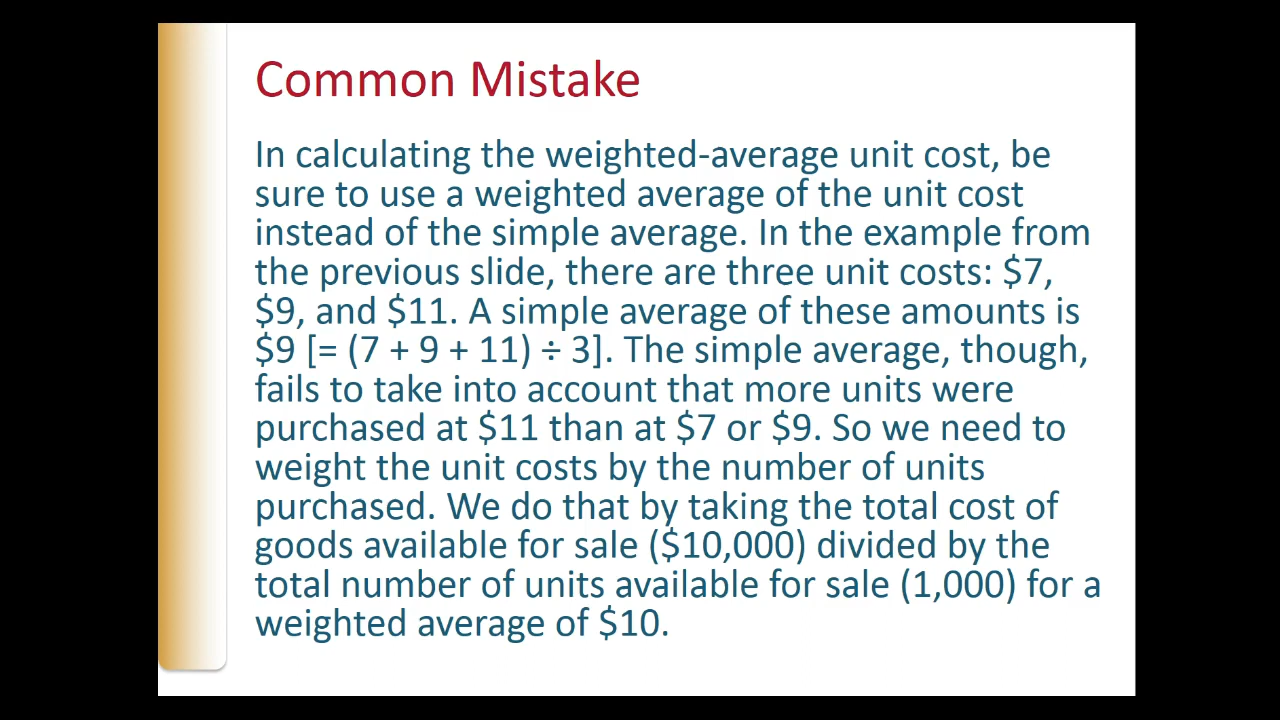 Common Mistake
In calculating the weighted-average unit cost, be
sure to use a weighted average of the unit cost
instead of the simple average. In the example from
the previous slide, there are three unit costs: $7,
$9, and $11. A simple average of these amounts is
$9 [= (7 + 9 + 11) ÷ 3]. The simple average, though,
fails to take into account that more units were
purchased at $11 than at $7 or $9. So we need to
weight the unit costs by the number of units
purchased. We do that by taking the total cost of
goods available for sale ($10,000) divided by the
total number of units available for sale (1,000) for a
weighted average of $10.